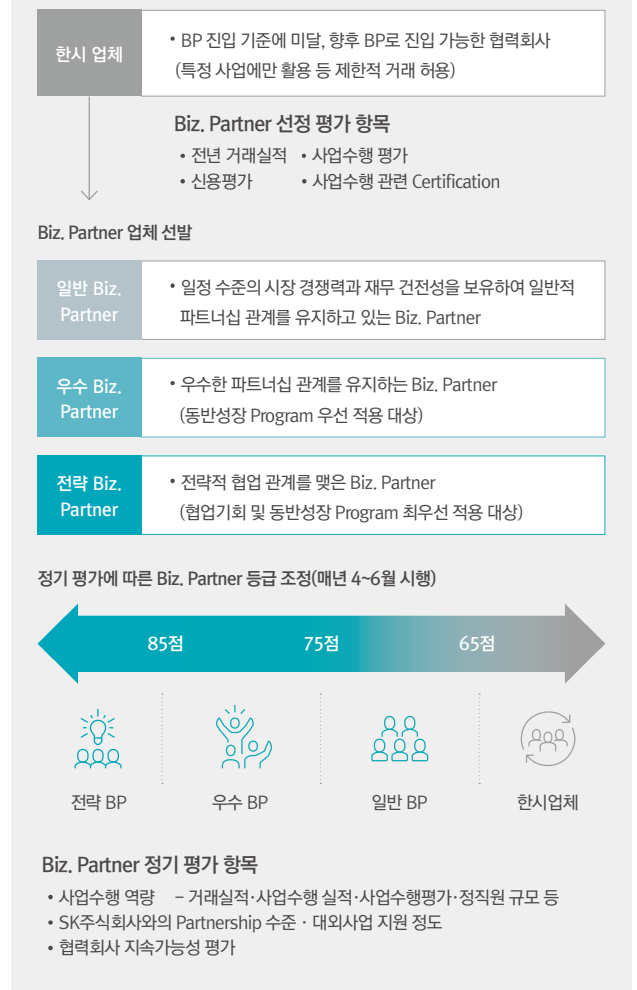 한시 업체
• BP 진입 기준에 미달, 향후 BP로 진입 가능한 협력회사
(특정 사업에만 활용 등 제한적 거래 허용)
Biz. Partner 선정 평가 항목
• 전년 거래실적 • 사업수행 평가
• 신용평가 • 사업수행 관련 Certification
Biz. Partner 업체 선발
일반 Biz.
Partner
• 일정 수준의 시장 경쟁력과 재무 건전성을 보유하여 일반적
파트너십 관계를 유지하고 있는 Biz. Partner
우수 Biz.
Partner
• 우수한 파트너십 관계를 유지하는 Biz. Partner
(동반성장 Program 우선 적용 대상)
전략 Biz.
Partner
• 전략적 협업 관계를 맺은 Biz. Partner
(협업기회 및 동반성장 Program 최우선 적용 대상)
정기 평가에 따른 Biz. Partner 등급 조정(매년 4~6월 시행)
85점 75점 65점
전략 BP 우수 BP 일반 BP 한시업체
Biz. Partner 정기 평가 항목
• 사업수행 역량 – 거래실적·사업수행 실적·사업수행평가·정직원 규모 등
• SK주식회사와의 Partnership 수준 · 대외사업 지원 정도
• 협력회사 지속가능성 평가